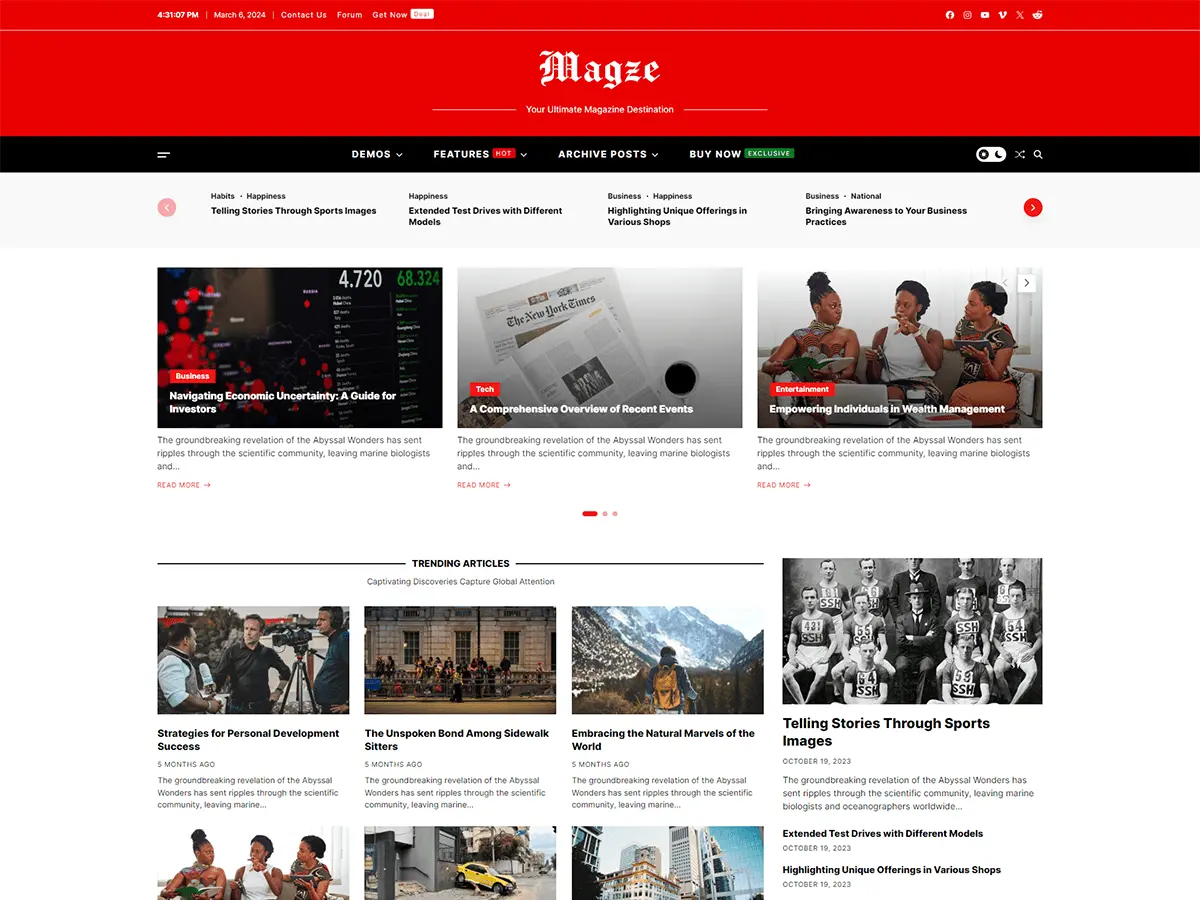 4:31:07 PM | March 6, 2024 | Contact Us Forum Get Now Deal
Magze
Your Ultimate Magazine Destination
DEMOS FEATURES HOT ARCHIVE POSTS BUY NOW EXCLUSIVE
Habits · Happiness
Telling Stories Through Sports Images
Happiness
Extended Test Drives with Different
Models
Business · Happiness
Highlighting Unique Offerings in
Various Shops
Business · National
Bringing Awareness to Your Business
Practices
4.720 68.324
RUSSIA
Business
Navigating Economic Uncertainty: A Guide for
Investors
The groundbreaking revelation of the Abyssal Wonders has sent
ripples through the scientific community, leaving marine biologists
and...
READ MORE →
The New York Times
Tech
A Comprehensive Overview of Recent Events
The groundbreaking revelation of the Abyssal Wonders has sent
ripples through the scientific community, leaving marine biologists
and...
READ MORE →
Entertainment
Empowering Individuals in Wealth Management
The groundbreaking revelation of the Abyssal Wonders has sent
ripples through the scientific community, leaving marine biologists
and...
READ MORE →
TRENDING ARTICLES
Captivating Discoveries Capture Global Attention
Strategies for Personal Development
Success
5 MONTHS AGO
The groundbreaking revelation of the Abyssal
Wonders has sent ripples through the scientific
community, leaving marine...
The Unspoken Bond Among Sidewalk
Sitters
5 MONTHS AGO
The groundbreaking revelation of the Abyssal
Wonders has sent ripples through the scientific
community, leaving marine...
Embracing the Natural Marvels of the
World
5 MONTHS AGO
The groundbreaking revelation of the Abyssal
Wonders has sent ripples through the scientific
community, leaving marine...
SSH
SSH
SSH
SSH
SSH
Telling Stories Through Sports
Images
OCTOBER 19, 2023
The groundbreaking revelation of the Abyssal Wonders has
sent ripples through the scientific community, leaving marine
biologists and oceanographers worldwide...
Extended Test Drives with Different Models
OCTOBER 19, 2023
Highlighting Unique Offerings in Various Shops
OCTOBER 19, 2023